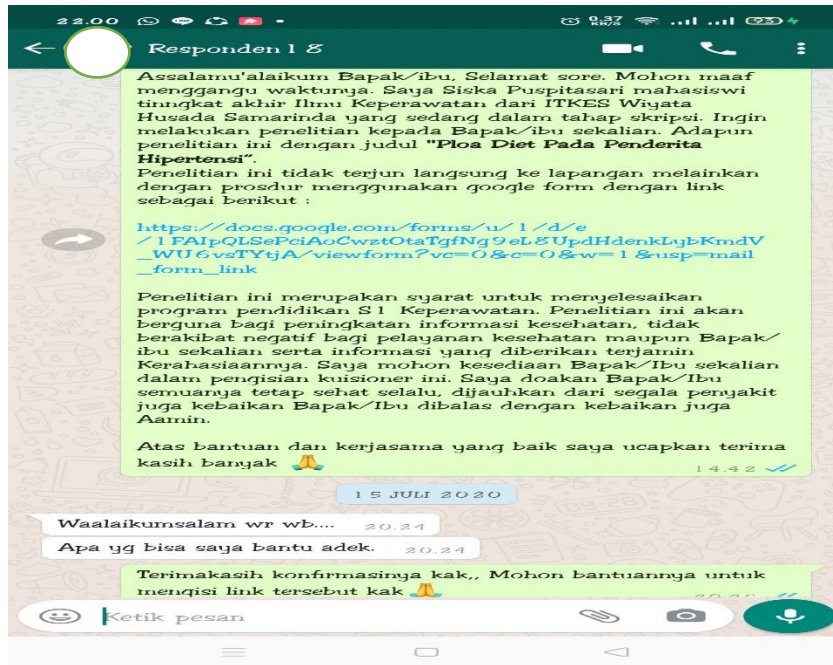 22.00 0,37 KB/S 23
Responden 1 8
Assalamu'alaikum Bapak/ibu, Selamat sore. Mohon maaf
menggangu waktunya. Saya Siska Puspitasari mahasiswi
tinngkat akhir Ilmu Keperawatan dari ITKES Wiyata
Husada Samarinda yang sedang dalam tahap skripsi. Ingin
melakukan penelitian kepada Bapak/ibu sekalian. Adapun
penelitian ini dengan judul "Ploa Diet Pada Penderita
Hipertensi".
Penelitian ini tidak terjun langsung ke lapangan melainkan
dengan prosdur menggunakan google form dengan link
sebagai berikut :
https://docs.google.com/forms/u/1/d/e
/1FAIpQLSePciAoCwztOtaTgfNg9eL8UpdHdenkLybKmdV
_WU6vsTYtjA/viewform?vc=0&c=0&w=1&usp=mail
_form_link
Penelitian ini merupakan syarat untuk menyelesaikan
program pendidikan S1 Keperawatan. Penelitian ini akan
berguna bagi peningkatan informasi kesehatan, tidak
berakibat negatif bagi pelayanan kesehatan maupun Bapak/
ibu sekalian serta informasi yang diberikan terjamin
Kerahasiaannya. Saya mohon kesediaan Bapak/Ibu sekalian
dalam pengisian kuisioner ini. Saya doakan Bapak/Ibu
semuanya tetap sehat selalu, dijauhkan dari segala penyakit
juga kebaikan Bapak/Ibu dibalas dengan kebaikan juga
Aamin.
Atas bantuan dan kerjasama yang baik saya ucapkan terima
kasih banyak 🙏 14.42
15 JULI 2020
Waalaikumsalam wr wb.... 20.24
Apa yg bisa saya bantu adek. 20.24
Terimakasih konfirmasinya kak,, Mohon bantuannya untuk
mengisi link tersebut kak 🙏
Ketik pesan